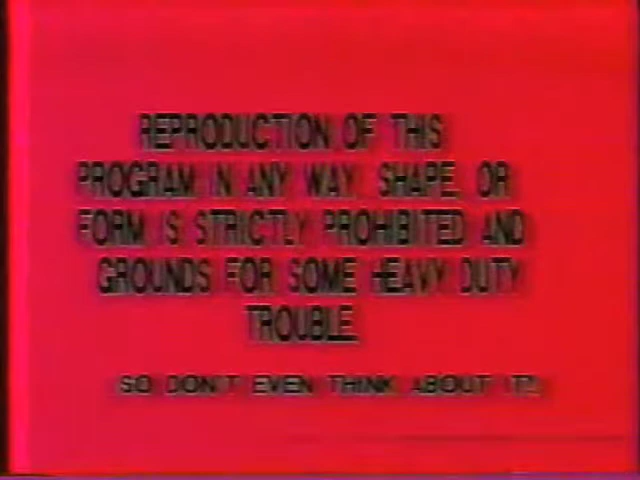 REPRODUCTION OF THIS
PROGRAM IN ANY WAY, SHAPE, OR
FORM IS STRICTLY PROHIBITED AND
GROUNDS FOR SOME HEAVY DUTY
TROUBLE.
SO DON'T EVEN THINK ABOUT IT!